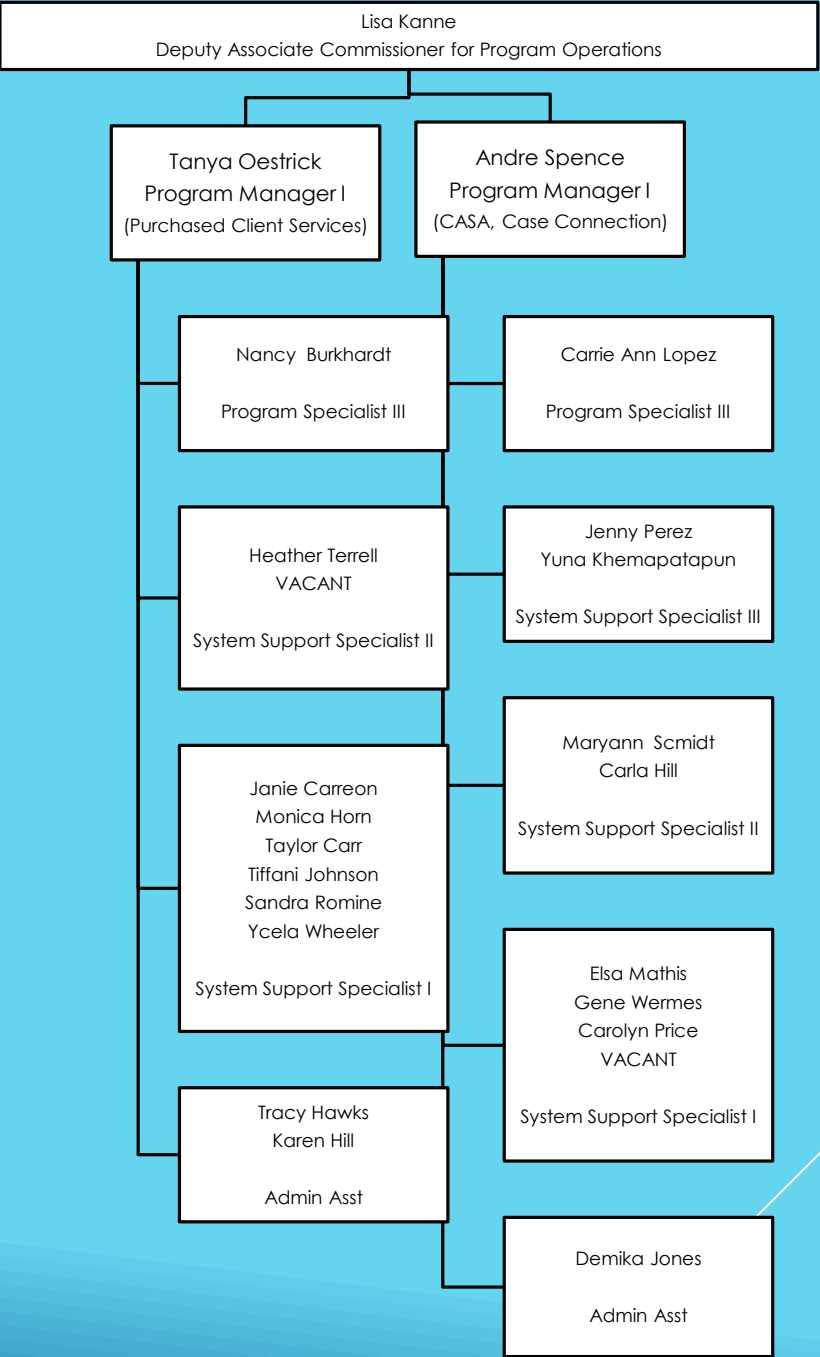 Lisa Kanne
Deputy Associate Commissioner for Program Operations
Tanya Oestrick
Program Manager I
(Purchased Client Services)
Nancy Burkhardt
Program Specialist III
Heather Terrell
VACANT
System Support Specialist II
Janie Carreon
Monica Horn
Taylor Carr
Tiffani Johnson
Sandra Romine
Ycela Wheeler
System Support Specialist I
Tracy Hawks
Karen Hill
Admin Asst
Andre Spence
Program Manager I
(CASA, Case Connection)
Carrie Ann Lopez
Program Specialist III
Jenny Perez
Yuna Khemapatapun
System Support Specialist III
Maryann Scmidt
Carla Hill
System Support Specialist II
Elsa Mathis
Gene Wermes
Carolyn Price
VACANT
System Support Specialist I
Demika Jones
Admin Asst